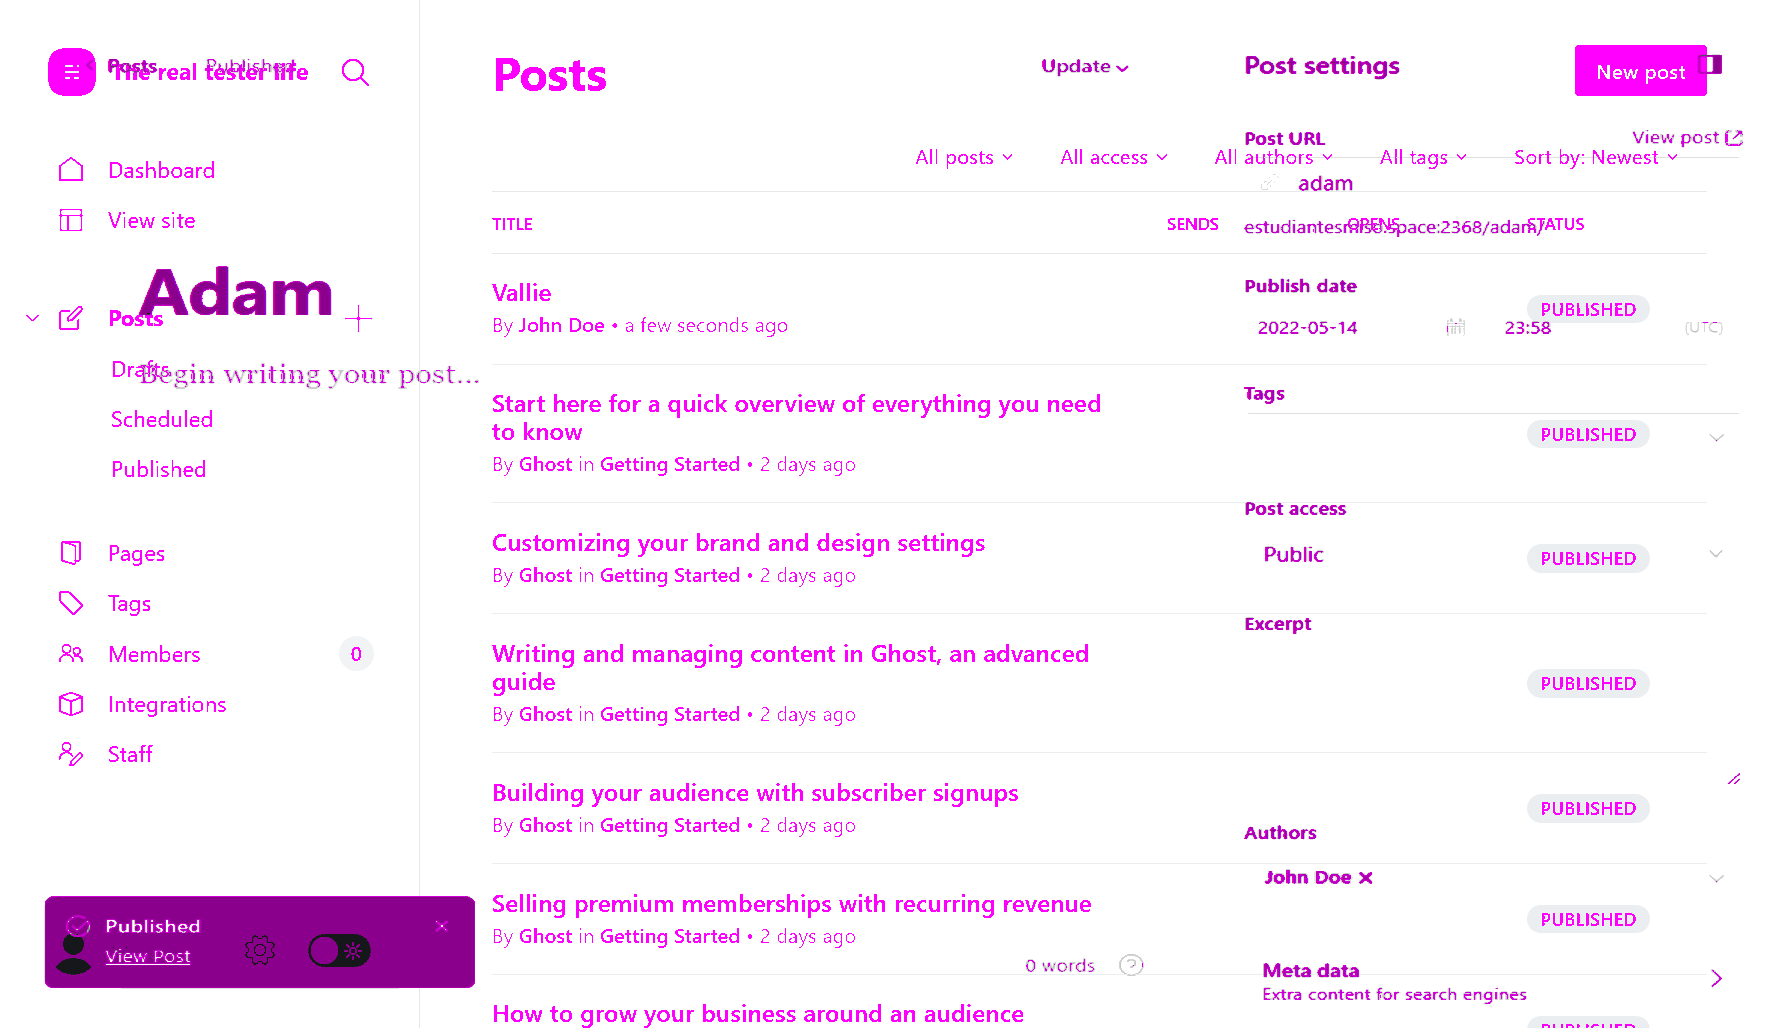 Posts Published
The real tester life
Posts
Update
Post settings
New post
Post URL
View post
All posts
All access
All authors
All tags
Sort by: Newest
adam
Dashboard
View site
TITLE
SENDS
OPENS
STATUS
estudiantesmiso.space:2368/adam/
Adam
Posts
Vallie
By John Doe • a few seconds ago
PUBLISHED
Publish date
2022-05-14
23:58
(UTC)
Drafts
Begin writing your post...
Scheduled
Published
Start here for a quick overview of everything you need
to know
By Ghost in Getting Started • 2 days ago
PUBLISHED
Tags
Post access
Public
Customizing your brand and design settings
By Ghost in Getting Started • 2 days ago
PUBLISHED
Pages
Tags
Members 0
Integrations
Staff
Excerpt
Writing and managing content in Ghost, an advanced
guide
By Ghost in Getting Started • 2 days ago
PUBLISHED
Building your audience with subscriber signups
By Ghost in Getting Started • 2 days ago
PUBLISHED
Authors
John Doe
Selling premium memberships with recurring revenue
By Ghost in Getting Started • 2 days ago
PUBLISHED
Published
View Post
0 words
Meta data
Extra content for search engines
How to grow your business around an audience
PUBLISHED